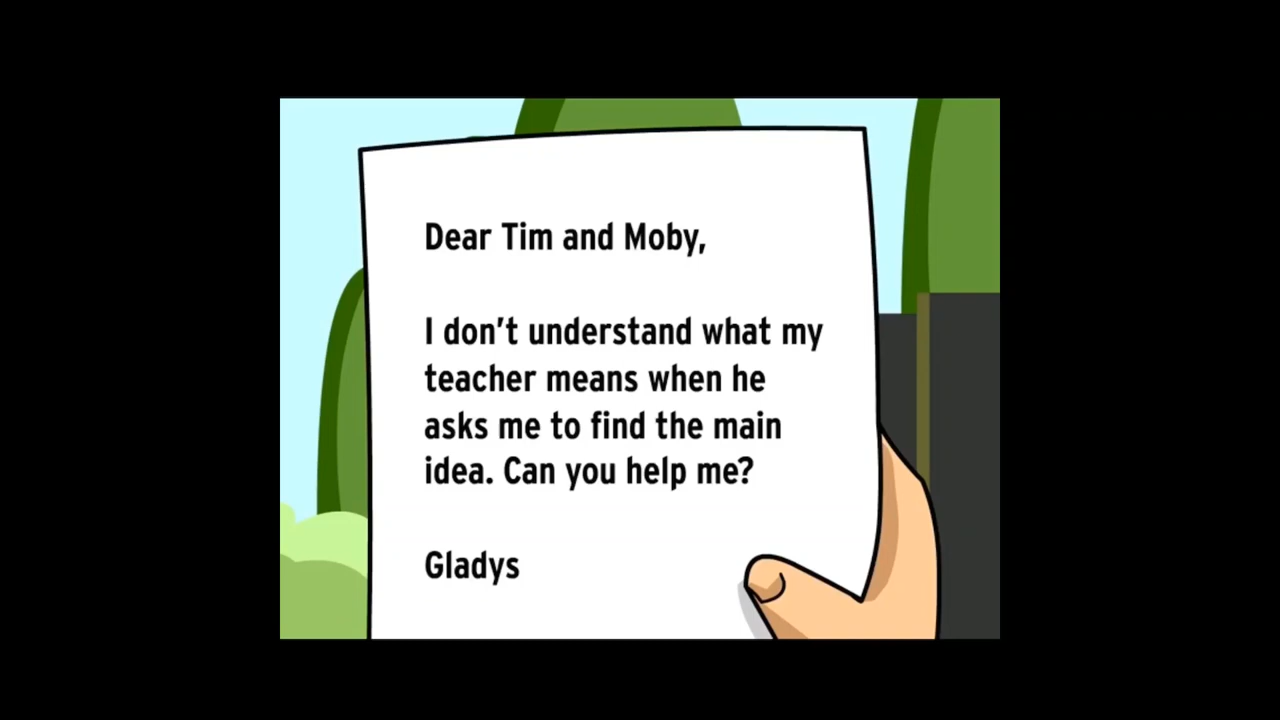 Dear Tim and Moby,
I don't understand what my
teacher means when he
asks me to find the main
idea. Can you help me?
Gladys